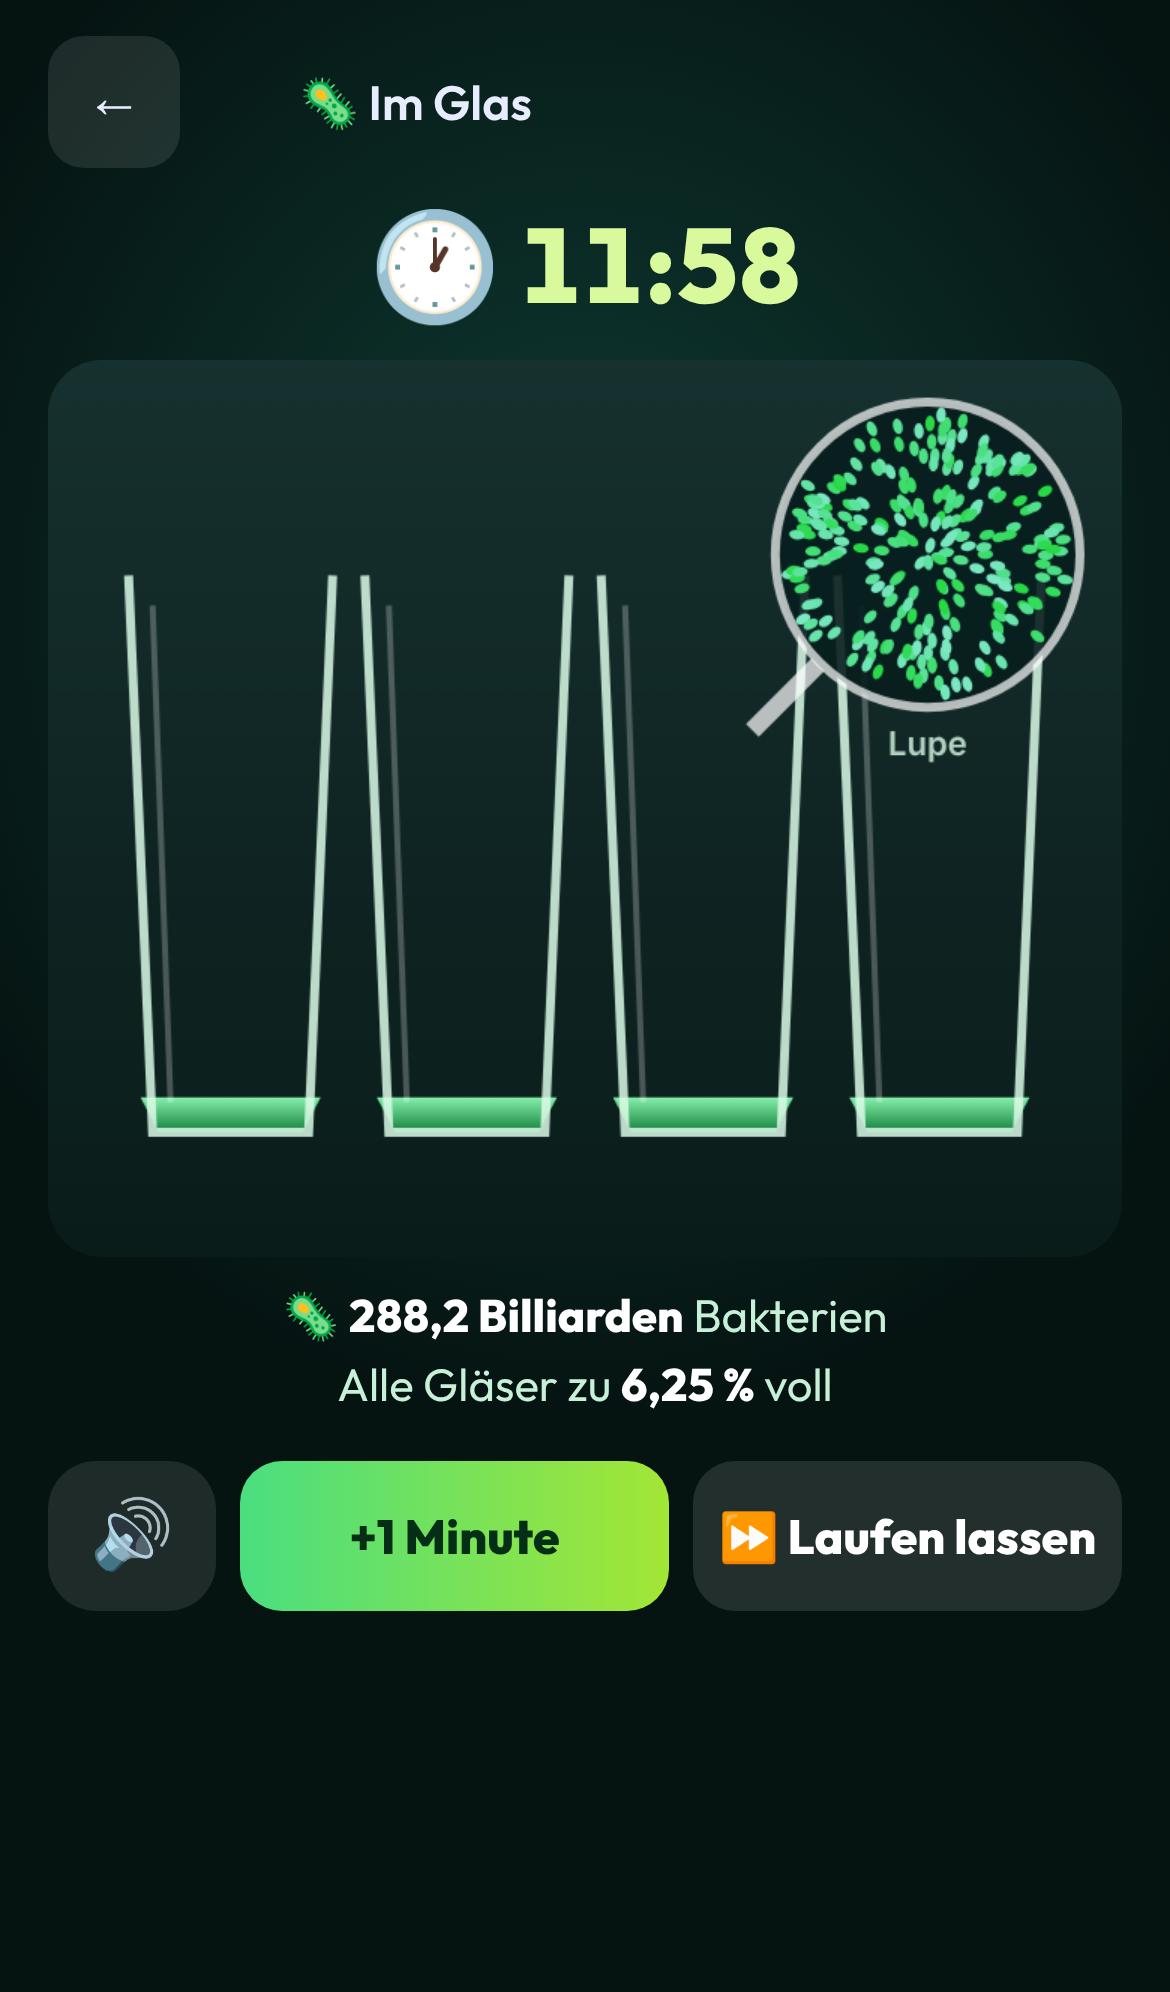 ←
🦠 Im Glas
🕐 11:58
Lupe
🦠 288,2 Billiarden Bakterien
Alle Gläser zu 6,25 % voll
🔊
+1 Minute
⏩ Laufen lassen